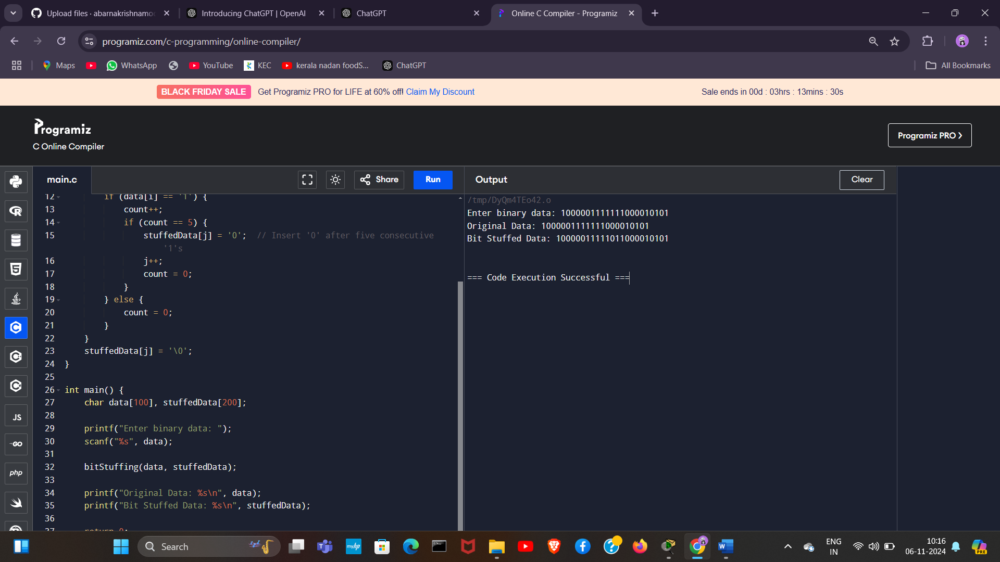 Upload files · abarnakrishnamoo
Introducing ChatGPT | OpenAI
ChatGPT
Online C Compiler - Programiz
programiz.com/c-programming/online-compiler/
Maps
WhatsApp
YouTube
KEC
kerala nadan foodS...
ChatGPT
All Bookmarks
BLACK FRIDAY SALE Get Programiz PRO for LIFE at 60% off! Claim My Discount
Sale ends in 00d : 03hrs : 13mins : 30s
Programiz
C Online Compiler
Programiz PRO ❯
main.c
Share
Run
Output
Clear
12 if (data[i] == '1') {
13 count++;
14 if (count == 5) {
15 stuffedData[j] = '0'; // Insert '0' after five consecutive
'1's
16 j++;
17 count = 0;
18 }
19 } else {
20 count = 0;
21 }
22 }
23 stuffedData[j] = '\0';
24 }
25
26 int main() {
27 char data[100], stuffedData[200];
28
29 printf("Enter binary data: ");
30 scanf("%s", data);
31
32 bitStuffing(data, stuffedData);
33
34 printf("Original Data: %s\n", data);
35 printf("Bit Stuffed Data: %s\n", stuffedData);
36
37 return 0;
/tmp/DyQm4TEo42.o
Enter binary data: 1000001111111000010101
Original Data: 1000001111111000010101
Bit Stuffed Data: 10000011111011000010101
=== Code Execution Successful ===
JS
GO
php
Search
myhp
ENG
IN
10:16
06-11-2024
PRE